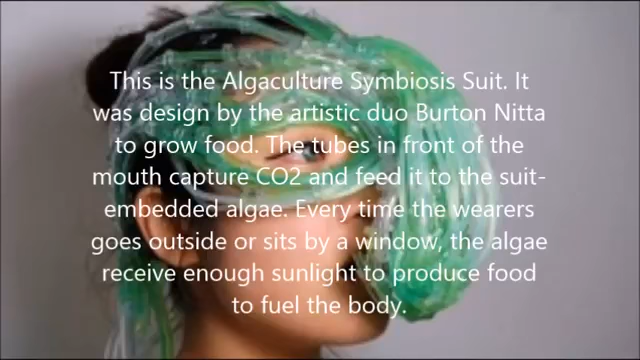 This is the Algaculture Symbiosis Suit. It
was design by the artistic duo Burton Nitta
to grow food. The tubes in front of the
mouth capture CO2 and feed it to the suit-
embedded algae. Every time the wearers
goes outside or sits by a window, the algae
receive enough sunlight to produce food
to fuel the body.